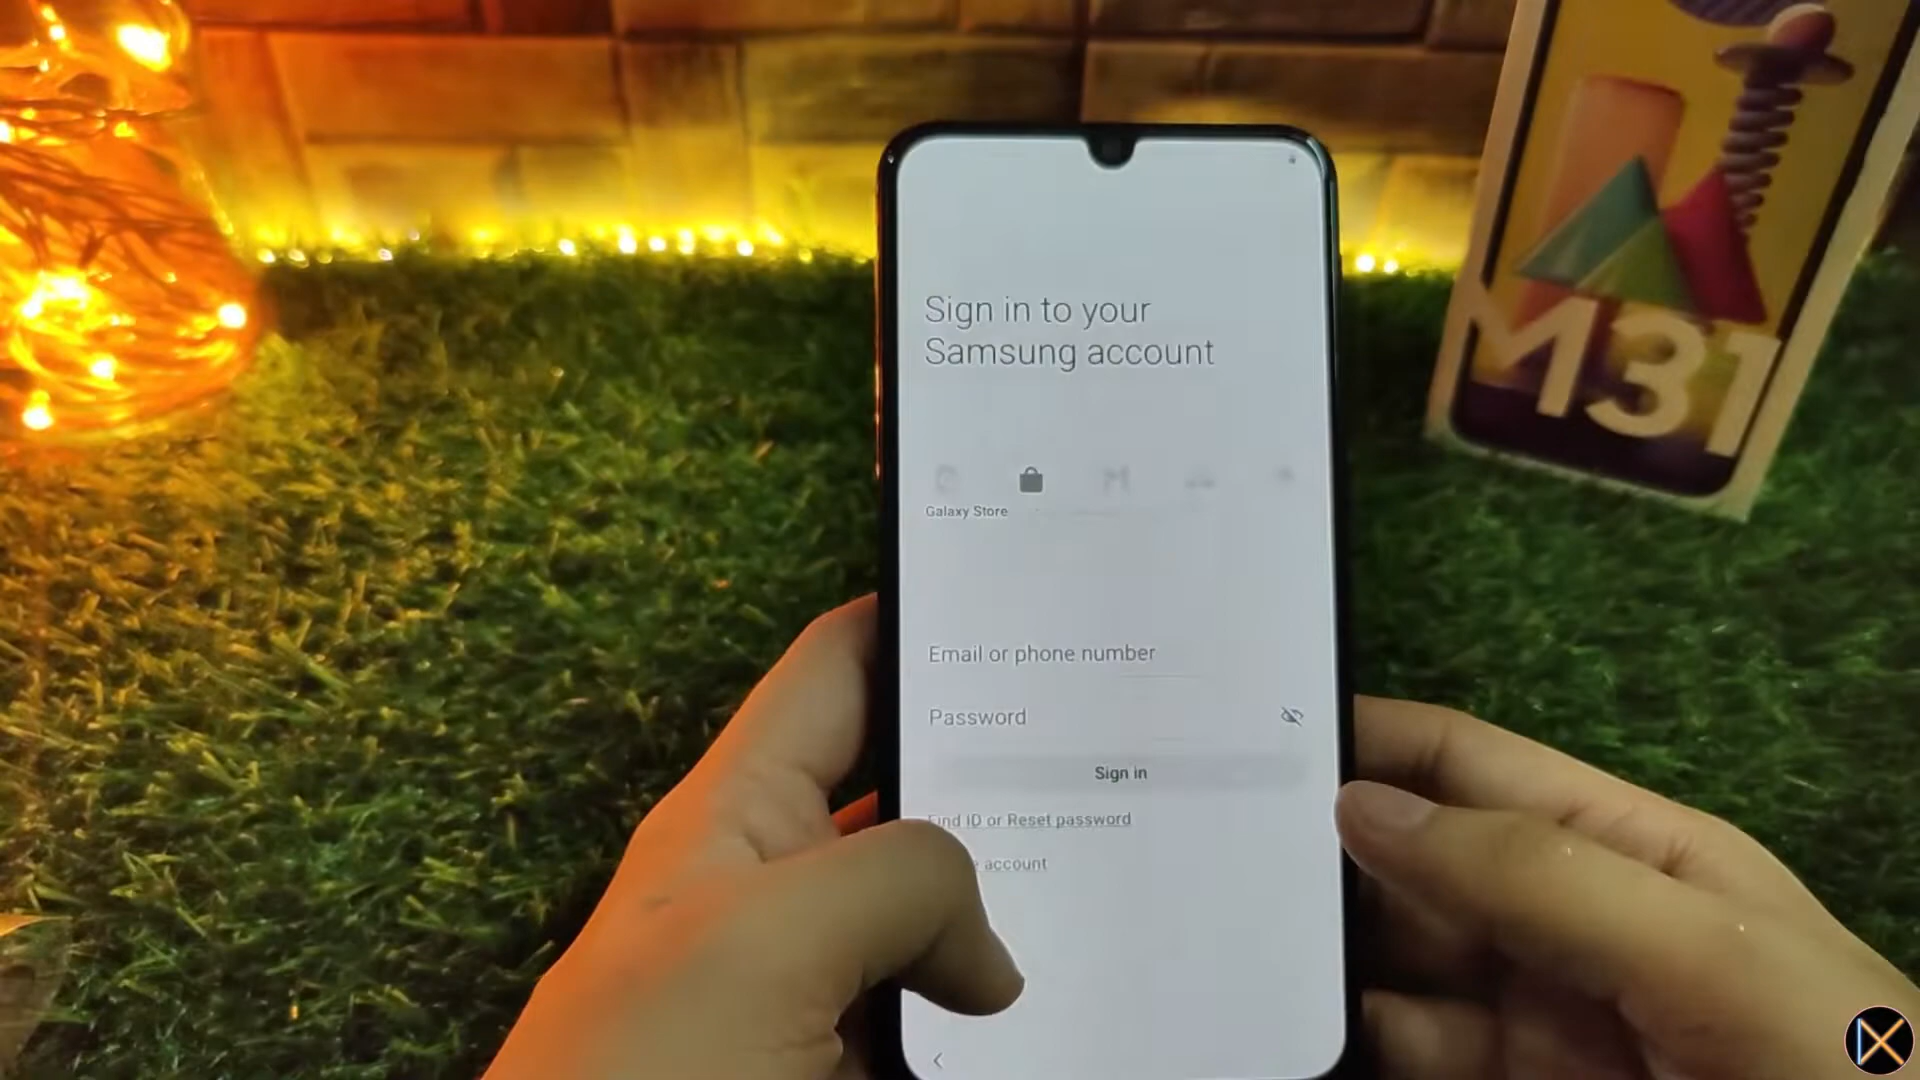 Sign in to your
Samsung account
Galaxy Store
Email or phone number
Password
Sign in
Find ID or Reset password
account
M31